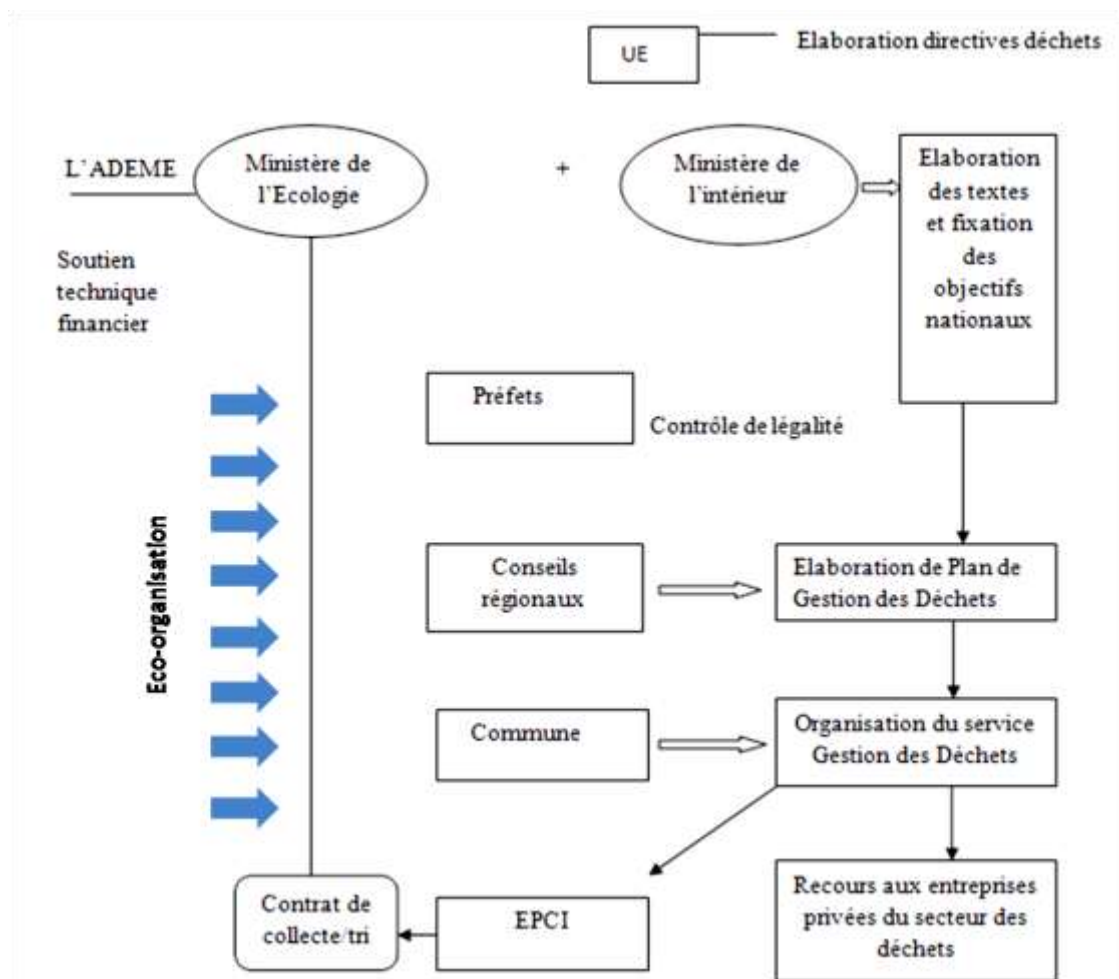 UE
Elaboration directives déchets
L'ADEME
Ministère de
l'Ecologie
+
Ministère de
l'intérieur
Elaboration
des textes
et fixation
des
objectifs
nationaux
Soutien
technique
financier
Préfets
Contrôle de légalité
Eco-organisation
Conseils
régionaux
Elaboration de Plan de
Gestion des Déchets
Commune
Organisation du service
Gestion des Déchets
Contrat de
collecte/tri
EPCI
Recours aux entreprises
privées du secteur des
déchets